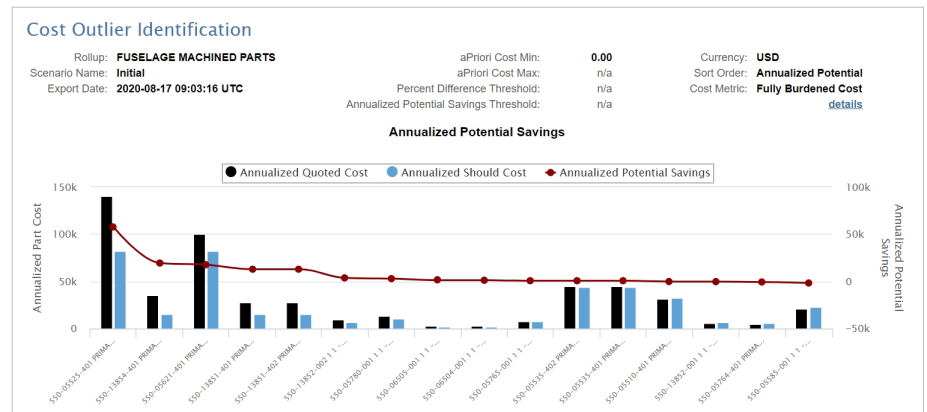 Cost Outlier Identification
Rollup: FUSELAGE MACHINED PARTS
aPriori Cost Min: 0.00
Currency: USD
Scenario Name: Initial
aPriori Cost Max: n/a
Sort Order: Annualized Potential
Export Date: 2020-08-17 09:03:16 UTC
Percent Difference Threshold: n/a
Cost Metric: Fully Burdened Cost
Annualized Potential Savings Threshold: n/a
details
Annualized Potential Savings
Annualized Quoted Cost Annualized Should Cost Annualized Potential Savings
Annualized Part Cost
150k
100k
50k
0
100k
50k
0
-50k
Annualized Potential
Savings
550-05525-401 PRIMA...
550-13854-401 PRIMA...
550-05621-401 PRIMA...
550-13851-401 PRIMA...
550-13851-402 PRIMA...
550-13852-002 1 1 -...
550-05780-001 1 1 -...
550-06505-001 1 1 -...
550-06504-001 1 1 -...
550-05765-001 1 1 -...
550-05535-402 PRIMA...
550-05535-401 PRIMA...
550-05510-401 PRIMA...
550-13852-001 1 1 -...
550-05764-401 PRIMA...
550-05585-001 1 1 -...